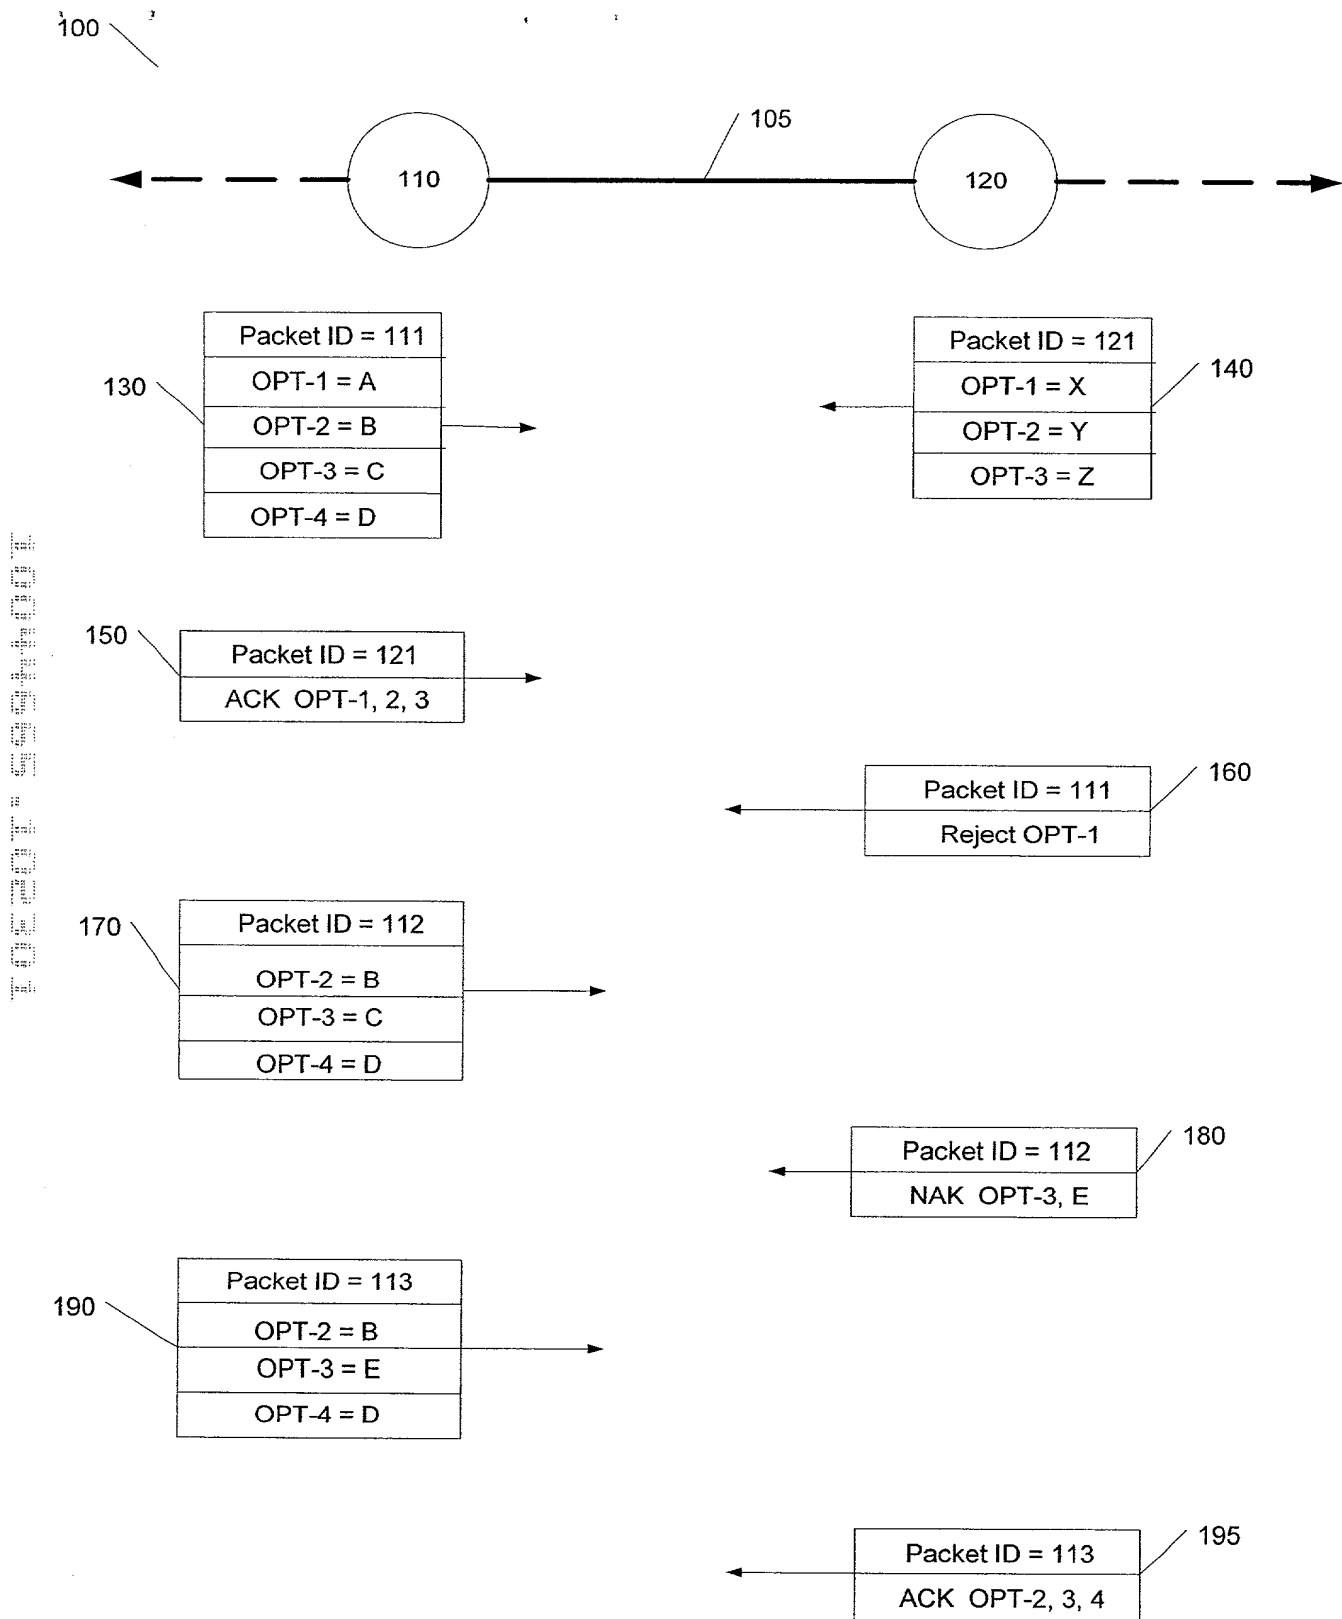 100
105
110
120
Packet ID = 111
OPT-1 = A
130
OPT-2 = B
OPT-3 = C
OPT-4 = D
Packet ID = 121
140
OPT-1 = X
OPT-2 = Y
OPT-3 = Z
150
Packet ID = 121
ACK OPT-1, 2, 3
160
Packet ID = 111
Reject OPT-1
170
Packet ID = 112
OPT-2 = B
OPT-3 = C
OPT-4 = D
180
Packet ID = 112
NAK OPT-3, E
190
Packet ID = 113
OPT-2 = B
OPT-3 = E
OPT-4 = D
195
Packet ID = 113
ACK OPT-2, 3, 4